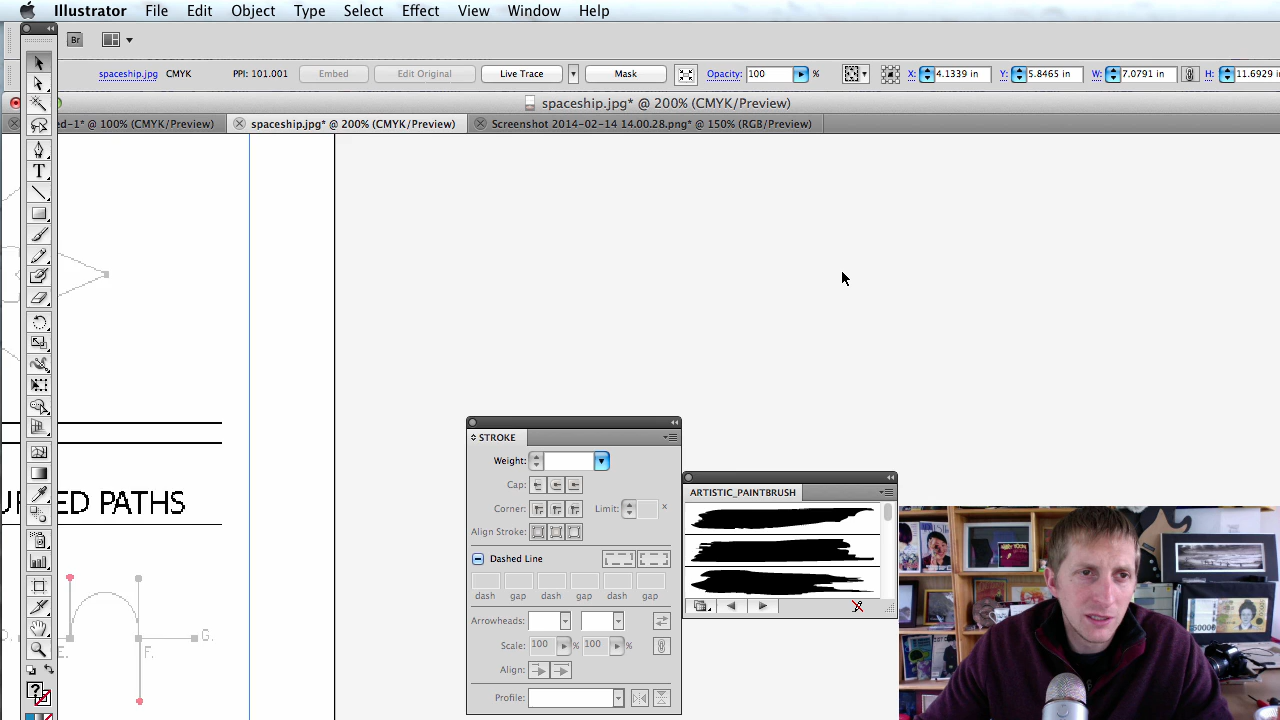 Illustrator File Edit Object Type Select Effect View Window Help
Br
spaceship.jpg CMYK PPI: 101.001 Embed Edit Original Live Trace Mask Opacity: 100 % X: 4.1339 in Y: 5.8465 in W: 7.0791 in H: 11.6929 in
spaceship.jpg* @ 200% (CMYK/Preview)
ed-1* @ 100% (CMYK/Preview) spaceship.jpg* @ 200% (CMYK/Preview) Screenshot 2014-02-14 14.00.28.png* @ 150% (RGB/Preview)
STROKE
Weight:
Cap:
Corner: Limit: x
Align Stroke:
Dashed Line
dash gap dash gap dash gap
Arrowheads:
Scale: 100 % 100 %
Align:
Profile:
ARTISTIC_PAINTBRUSH
ED PATHS
E. F. G.